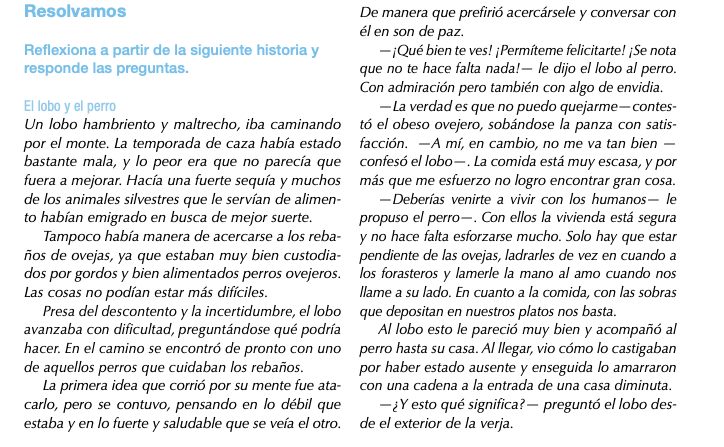 Resolvamos
Reflexiona a partir de la siguiente historia y
responde las preguntas.
El lobo y el perro
Un lobo hambriento y maltrecho, iba caminando
por el monte. La temporada de caza había estado
bastante mala, y lo peor era que no parecía que
fuera a mejorar. Hacía una fuerte sequía y muchos
de los animales silvestres que le servían de alimen-
to habían emigrado en busca de mejor suerte.
Tampoco había manera de acercarse a los reba-
ños de ovejas, ya que estaban muy bien custodia-
dos por gordos y bien alimentados perros ovejeros.
Las cosas no podían estar más difíciles.
Presa del descontento y la incertidumbre, el lobo
avanzaba con dificultad, preguntándose qué podría
hacer. En el camino se encontró de pronto con uno
de aquellos perros que cuidaban los rebaños.
La primera idea que corrió por su mente fue ata-
carlo, pero se contuvo, pensando en lo débil que
estaba y en lo fuerte y saludable que se veía el otro.
De manera que prefirió acercársele y conversar con
él en son de paz.
—¡Qué bien te ves! ¡Permíteme felicitarte! ¡Se nota
que no te hace falta nada!— le dijo el lobo al perro.
Con admiración pero también con algo de envidia.
—La verdad es que no puedo quejarme—contes-
tó el obeso ovejero, sobándose la panza con satis-
facción. —A mí, en cambio, no me va tan bien —
confesó el lobo—. La comida está muy escasa, y por
más que me esfuerzo no logro encontrar gran cosa.
—Deberías venirte a vivir con los humanos— le
propuso el perro—. Con ellos la vivienda está segura
y no hace falta esforzarse mucho. Solo hay que estar
pendiente de las ovejas, ladrarles de vez en cuando a
los forasteros y lamerle la mano al amo cuando nos
llame a su lado. En cuanto a la comida, con las sobras
que depositan en nuestros platos nos basta.
Al lobo esto le pareció muy bien y acompañó al
perro hasta su casa. Al llegar, vio cómo lo castigaban
por haber estado ausente y enseguida lo amarraron
con una cadena a la entrada de una casa diminuta.
—¿Y esto qué significa?— preguntó el lobo des-
de el exterior de la verja.